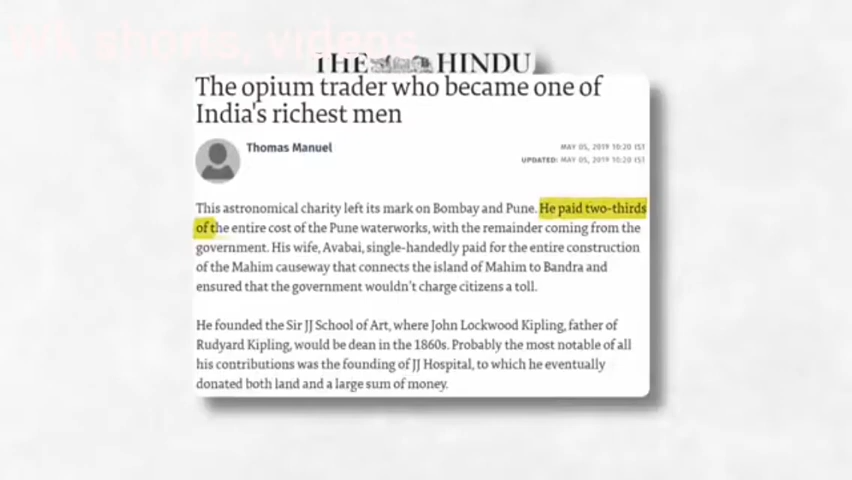 Wk shorts, videos
THE HINDU
The opium trader who became one of
India's richest men
Thomas Manuel
MAY 05, 2019 10:20 IST
UPDATED: MAY 05, 2019 10:20 IST
This astronomical charity left its mark on Bombay and Pune. He paid two-thirds
of the entire cost of the Pune waterworks, with the remainder coming from the
government. His wife, Avabai, single-handedly paid for the entire construction
of the Mahim causeway that connects the island of Mahim to Bandra and
ensured that the government wouldn't charge citizens a toll.
He founded the Sir JJ School of Art, where John Lockwood Kipling, father of
Rudyard Kipling, would be dean in the 1860s. Probably the most notable of all
his contributions was the founding of JJ Hospital, to which he eventually
donated both land and a large sum of money.